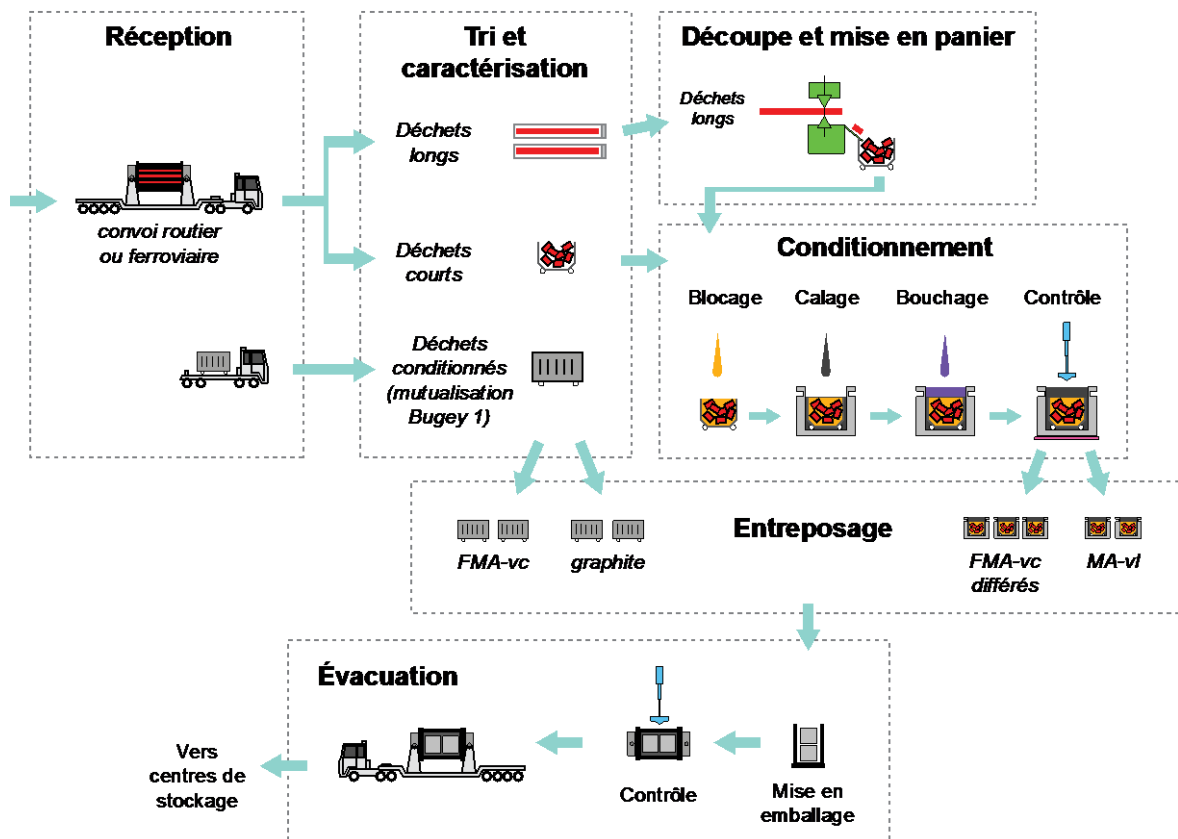 Réception
convoi routier
ou ferroviaire
Tri et
caractérisation
Déchets
longs
Déchets
courts
Déchets
conditionnés
(mutualisation
Bugey 1)
Découpe et mise en panier
Déchets
longs
Conditionnement
Blocage
Calage
Bouchage
Contrôle
Entreposage
FMA-vc
graphite
FMA-vc
différés
MA-vl
Évacuation
Vers
centres de
stockage
Contrôle
Mise en
emballage